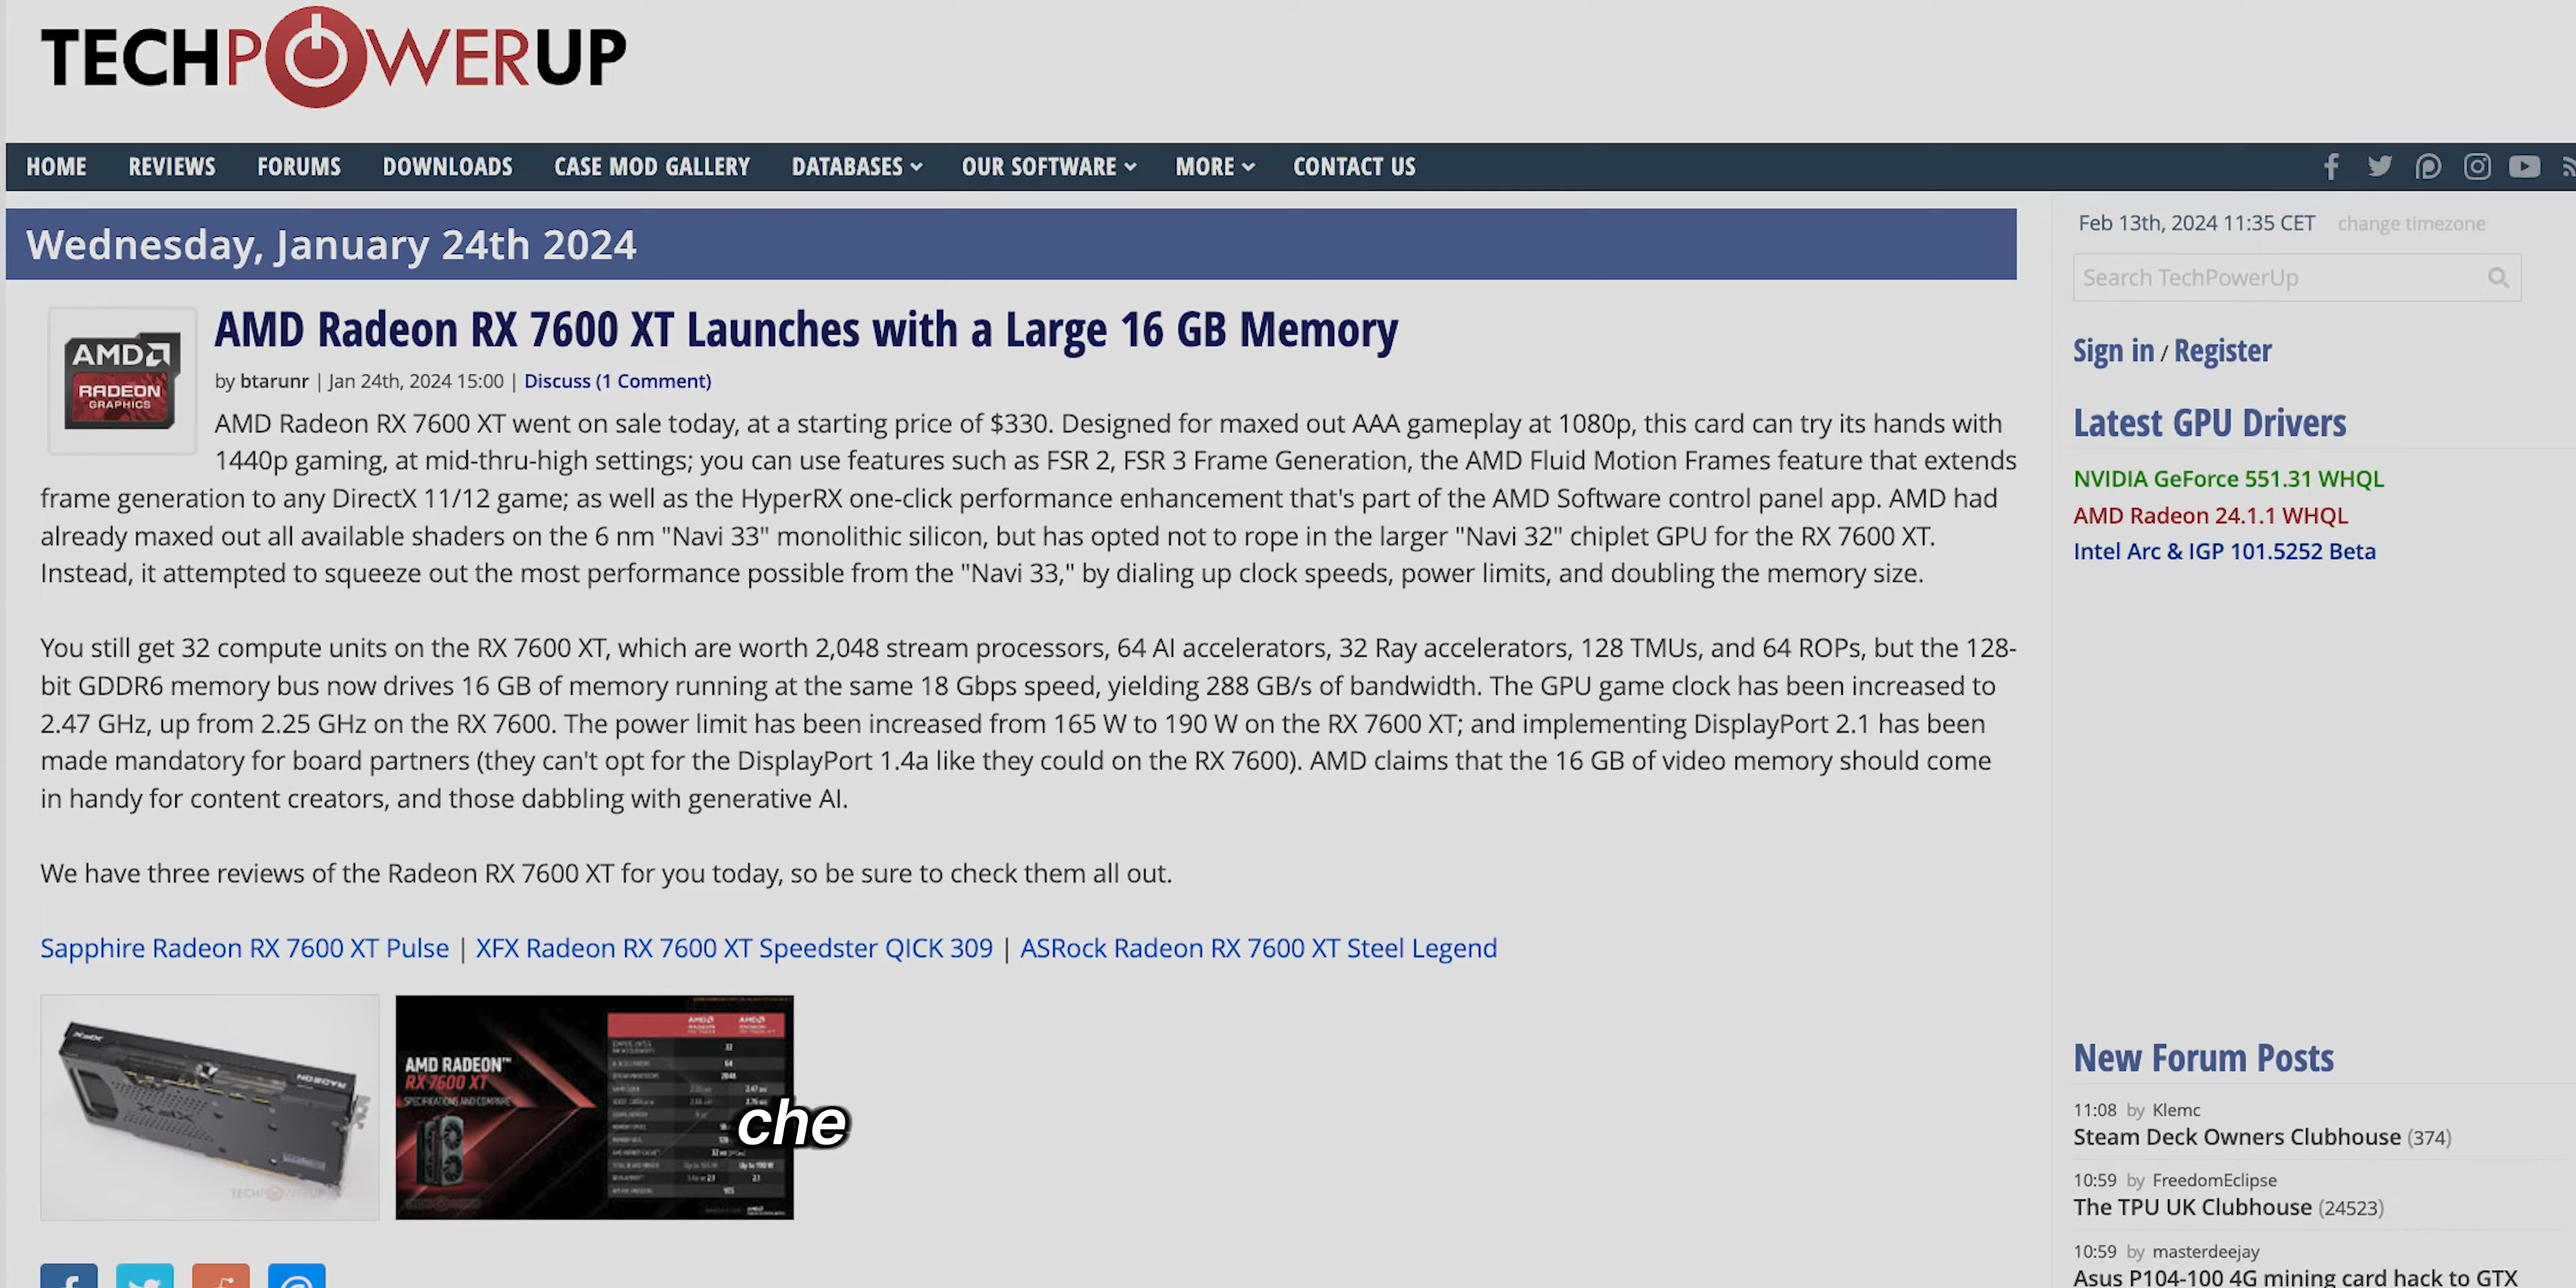 TECHPOWERUP
HOME REVIEWS FORUMS DOWNLOADS CASE MOD GALLERY DATABASES OUR SOFTWARE MORE CONTACT US
Wednesday, January 24th 2024
AMD
RADEON
GRAPHICS
AMD Radeon RX 7600 XT Launches with a Large 16 GB Memory
by btarunr | Jan 24th, 2024 15:00 | Discuss (1 Comment)
AMD Radeon RX 7600 XT went on sale today, at a starting price of $330. Designed for maxed out AAA gameplay at 1080p, this card can try its hands with
1440p gaming, at mid-thru-high settings; you can use features such as FSR 2, FSR 3 Frame Generation, the AMD Fluid Motion Frames feature that extends
frame generation to any DirectX 11/12 game; as well as the HyperRX one-click performance enhancement that's part of the AMD Software control panel app. AMD had
already maxed out all available shaders on the 6 nm "Navi 33" monolithic silicon, but has opted not to rope in the larger "Navi 32" chiplet GPU for the RX 7600 XT.
Instead, it attempted to squeeze out the most performance possible from the "Navi 33," by dialing up clock speeds, power limits, and doubling the memory size.
You still get 32 compute units on the RX 7600 XT, which are worth 2,048 stream processors, 64 AI accelerators, 32 Ray accelerators, 128 TMUs, and 64 ROPs, but the 128-
bit GDDR6 memory bus now drives 16 GB of memory running at the same 18 Gbps speed, yielding 288 GB/s of bandwidth. The GPU game clock has been increased to
2.47 GHz, up from 2.25 GHz on the RX 7600. The power limit has been increased from 165 W to 190 W on the RX 7600 XT; and implementing DisplayPort 2.1 has been
made mandatory for board partners (they can't opt for the DisplayPort 1.4a like they could on the RX 7600). AMD claims that the 16 GB of video memory should come
in handy for content creators, and those dabbling with generative AI.
We have three reviews of the Radeon RX 7600 XT for you today, so be sure to check them all out.
Sapphire Radeon RX 7600 XT Pulse | XFX Radeon RX 7600 XT Speedster QICK 309 | ASRock Radeon RX 7600 XT Steel Legend
XFX
RADEON
TECHPOWERUP
AMD RADEON™
RX 7600 XT
SPECIFICATIONS AND COMPARE
che
Feb 13th, 2024 11:35 CET change timezone
Search TechPowerUp
Sign in / Register
Latest GPU Drivers
NVIDIA GeForce 551.31 WHQL
AMD Radeon 24.1.1 WHQL
Intel Arc & IGP 101.5252 Beta
New Forum Posts
11:08 by Klemc
Steam Deck Owners Clubhouse (374)
10:59 by FreedomEclipse
The TPU UK Clubhouse (24523)
10:59 by masterdeejay
Asus P104-100 4G mining card hack to GTX